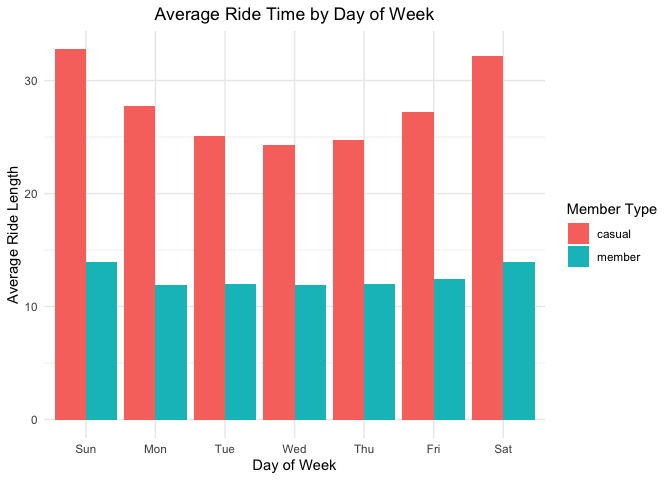 Average Ride Time by Day of Week
Average Ride Length
30
20
10
0
Sun Mon Tue Wed Thu Fri Sat
Day of Week
Member Type
casual
member